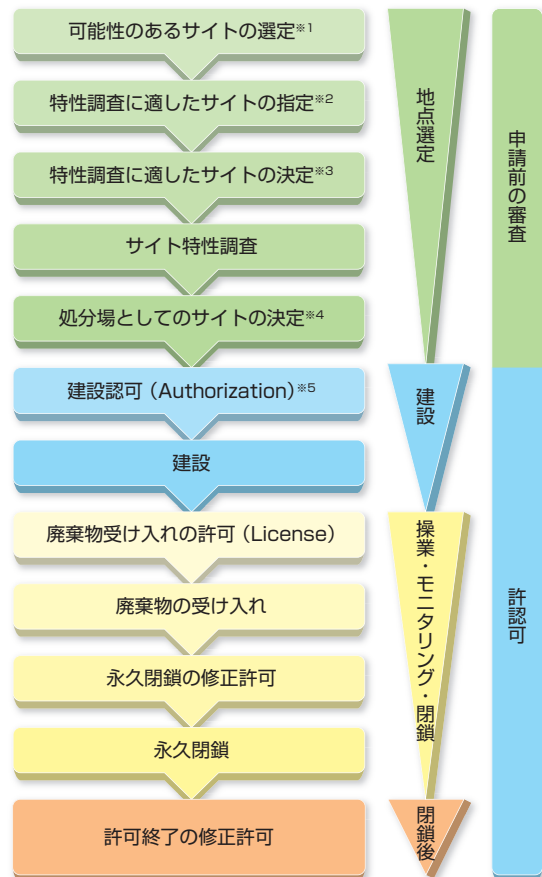 可能性のあるサイトの選定※1
特性調査に適したサイトの指定※2
特性調査に適したサイトの決定※3
サイト特性調査
処分場としてのサイトの決定※4
建設認可（Authorization）※5
建設
廃棄物受け入れの許可（License）
廃棄物の受け入れ
永久閉鎖の修正許可
永久閉鎖
許可終了の修正許可
地点選定
建設
操業・モニタリング・閉鎖
閉鎖後
申請前の審査
許認可